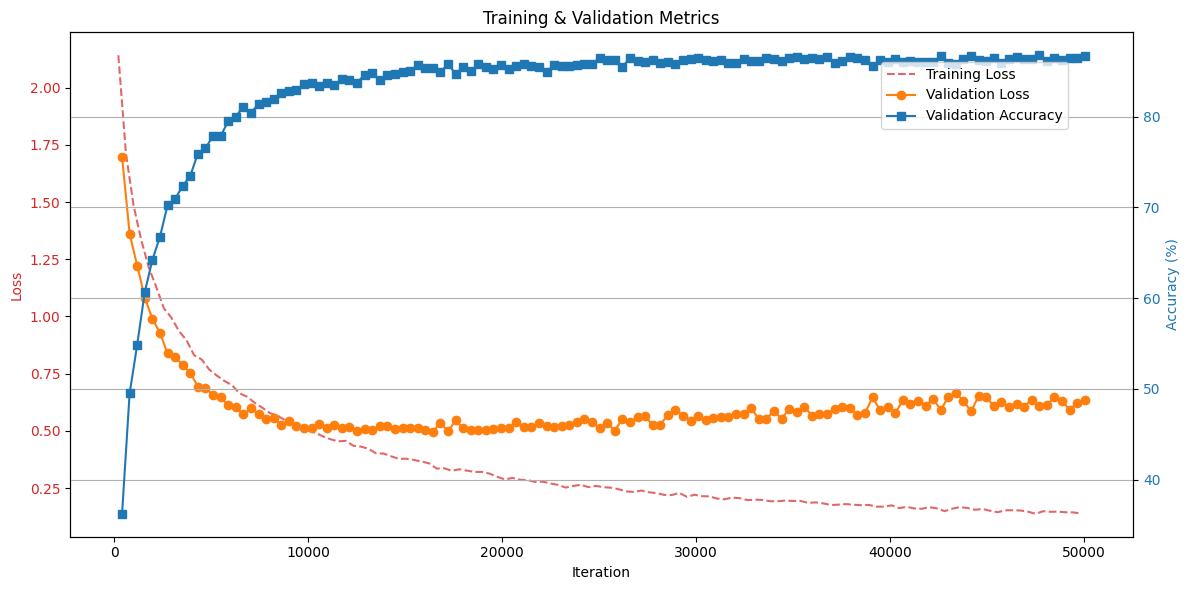 Training & Validation Metrics
2.00
1.75
1.50
1.25
1.00
0.75
0.50
0.25
Loss
Training Loss
Validation Loss
Validation Accuracy
80
70
60
50
40
Accuracy (%)
0 10000 20000 30000 40000 50000
Iteration